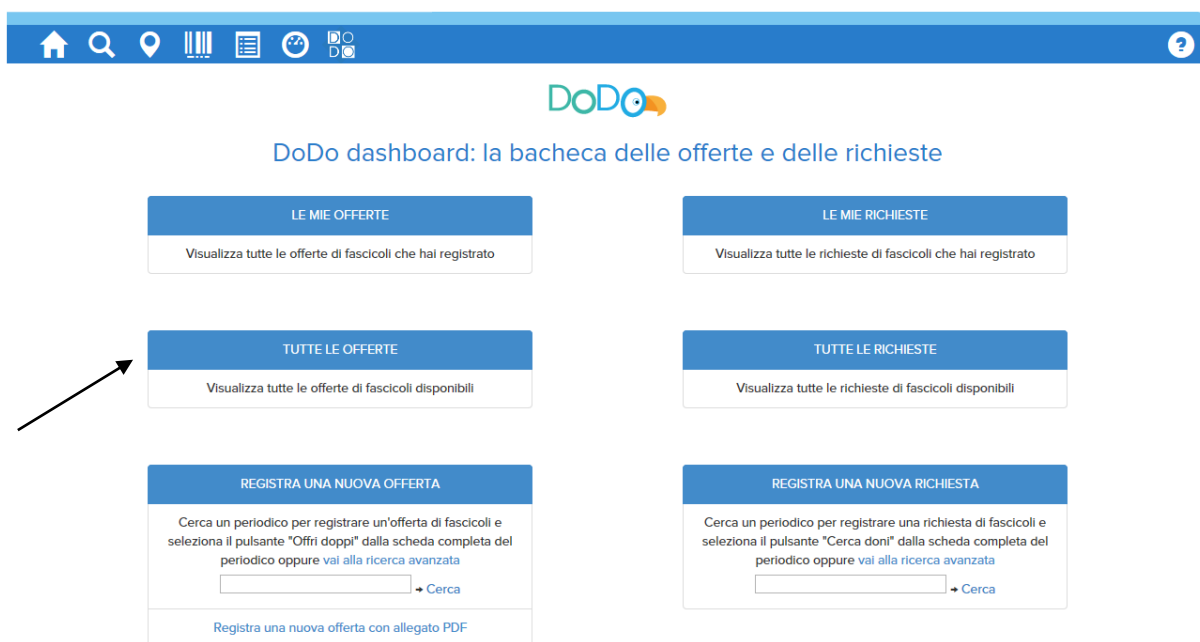 DO
DO
?
DoDo
DoDo dashboard: la bacheca delle offerte e delle richieste
LE MIE OFFERTE
Visualizza tutte le offerte di fascicoli che hai registrato
LE MIE RICHIESTE
Visualizza tutte le richieste di fascicoli che hai registrato
TUTTE LE OFFERTE
Visualizza tutte le offerte di fascicoli disponibili
TUTTE LE RICHIESTE
Visualizza tutte le richieste di fascicoli disponibili
REGISTRA UNA NUOVA OFFERTA
Cerca un periodico per registrare un'offerta di fascicoli e
seleziona il pulsante "Offri doppi" dalla scheda completa del
periodico oppure vai alla ricerca avanzata
Cerca
Registra una nuova offerta con allegato PDF
REGISTRA UNA NUOVA RICHIESTA
Cerca un periodico per registrare una richiesta di fascicoli e
seleziona il pulsante "Cerca doni" dalla scheda completa del
periodico oppure vai alla ricerca avanzata
Cerca